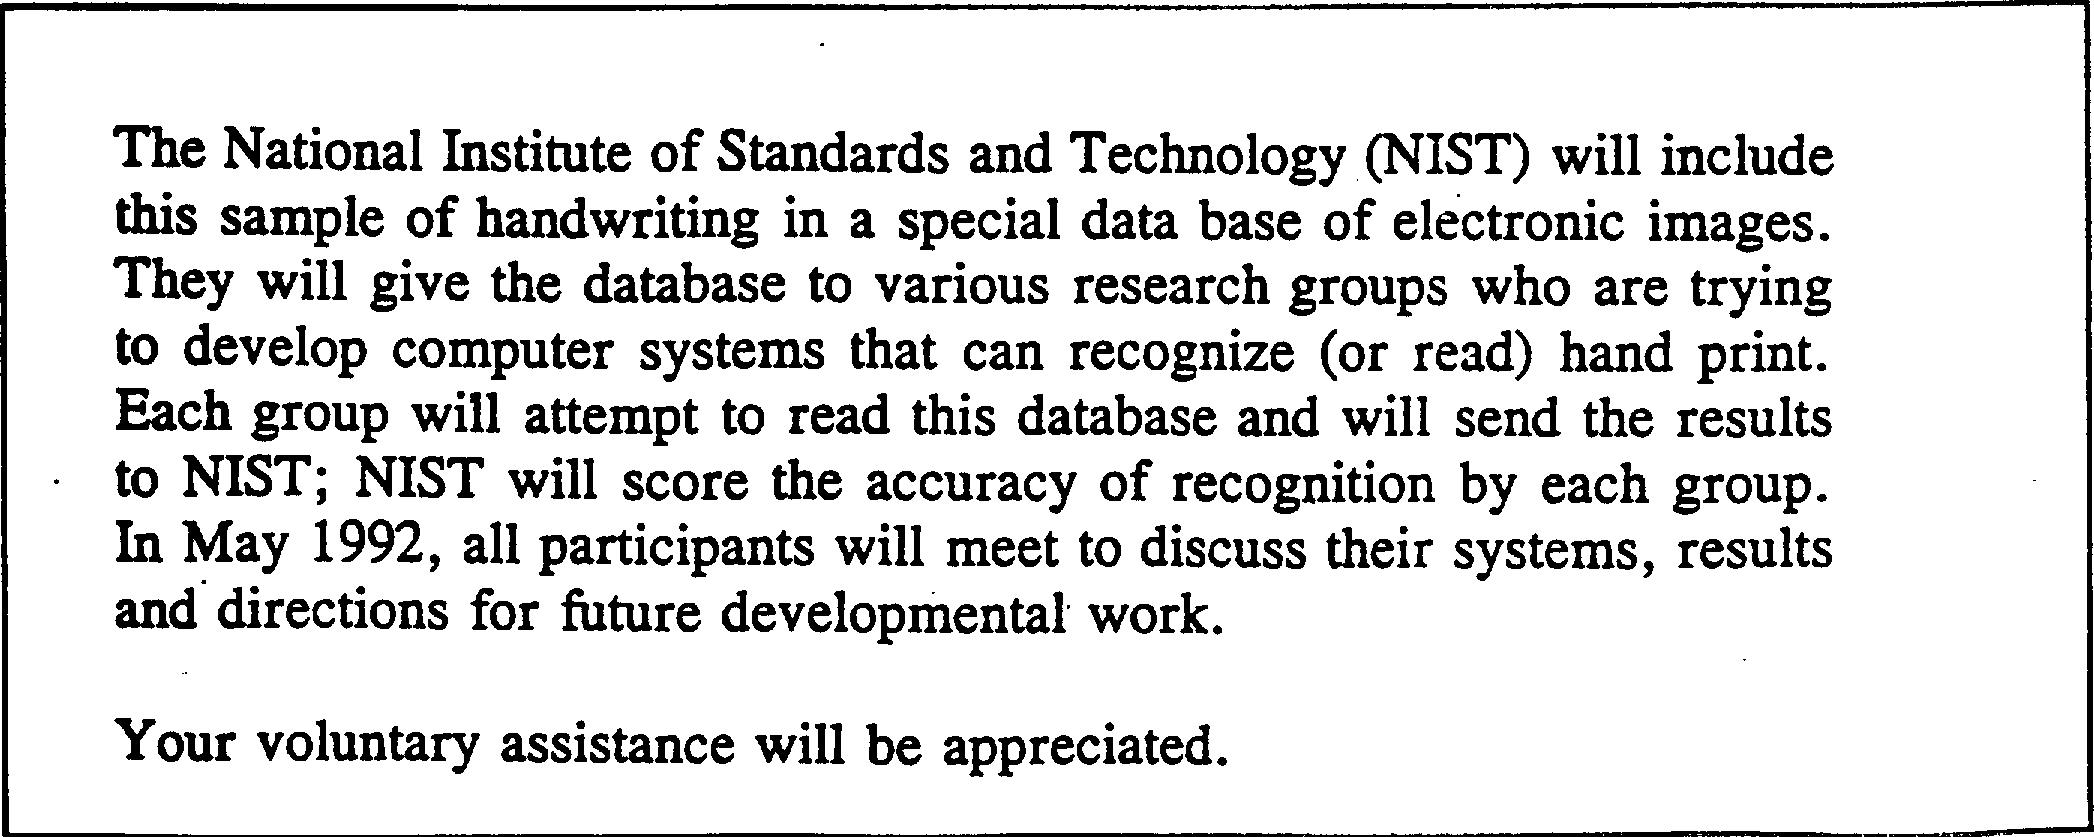 The National Institute of Standards and Technology (NIST) will include
this sample of handwriting in a special data base of electronic images.
They will give the database to various research groups who are trying
to develop computer systems that can recognize (or read) hand print.
Each group will attempt to read this database and will send the results
to NIST; NIST will score the accuracy of recognition by each group.
In May 1992, all participants will meet to discuss their systems, results
and directions for future developmental work.
Your voluntary assistance will be appreciated.